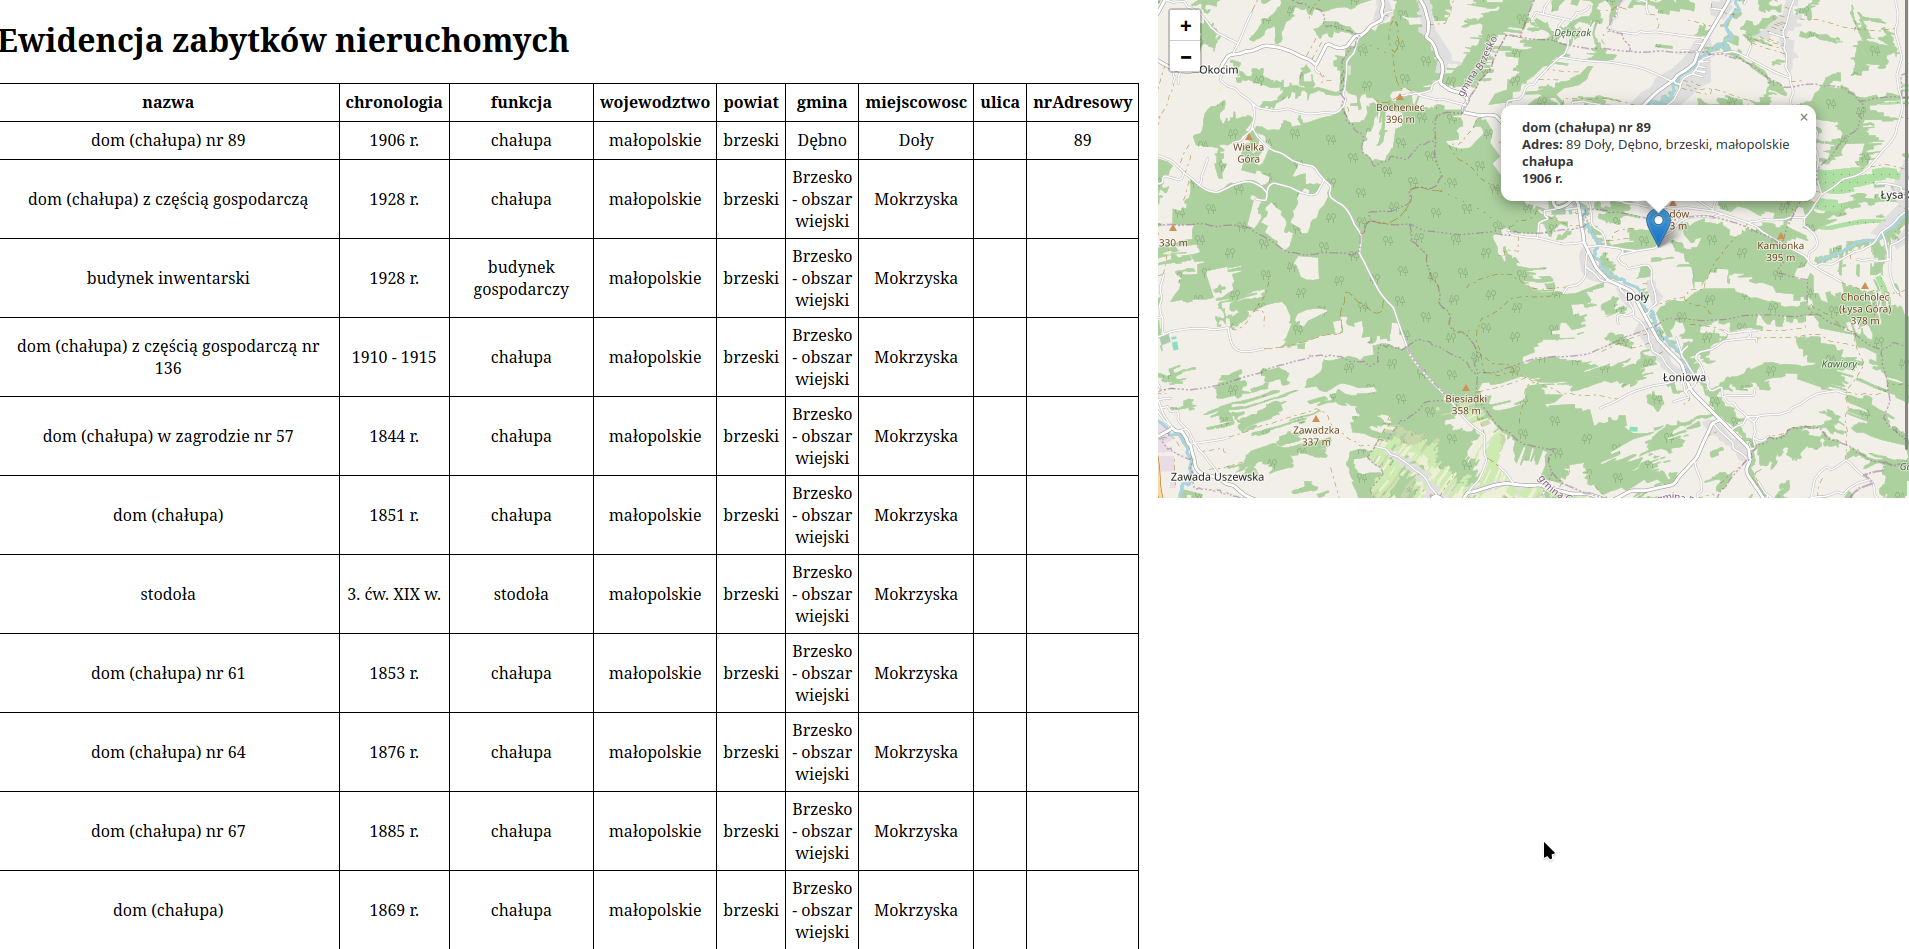 Ewidencja zabytków nieruchomych
nazwa chronologia funkcja wojewodztwo powiat gmina miejscowosc ulica nrAdresowy
dom (chałupa) nr 89 1906 r. chałupa małopolskie brzeski Dębno Doły 89
dom (chałupa) z częścią gospodarczą 1928 r. chałupa małopolskie brzeski Brzesko - obszar wiejski Mokrzyska
budynek inwentarski 1928 r. budynek gospodarczy małopolskie brzeski Brzesko - obszar wiejski Mokrzyska
dom (chałupa) z częścią gospodarczą nr 136 1910 - 1915 chałupa małopolskie brzeski Brzesko - obszar wiejski Mokrzyska
dom (chałupa) w zagrodzie nr 57 1844 r. chałupa małopolskie brzeski Brzesko - obszar wiejski Mokrzyska
dom (chałupa) 1851 r. chałupa małopolskie brzeski Brzesko - obszar wiejski Mokrzyska
stodoła 3. ćw. XIX w. stodoła małopolskie brzeski Brzesko - obszar wiejski Mokrzyska
dom (chałupa) nr 61 1853 r. chałupa małopolskie brzeski Brzesko - obszar wiejski Mokrzyska
dom (chałupa) nr 64 1876 r. chałupa małopolskie brzeski Brzesko - obszar wiejski Mokrzyska
dom (chałupa) nr 67 1885 r. chałupa małopolskie brzeski Brzesko - obszar wiejski Mokrzyska
dom (chałupa) 1869 r. chałupa małopolskie brzeski Brzesko - obszar wiejski Mokrzyska
+
−
Okocim
Dębczak
gmina Brzesko
Bocheniec
396 m
Wielka
Góra
dom (chałupa) nr 89
×
Adres: 89 Doły, Dębno, brzeski, małopolskie
chałupa
1906 r.
Łysa
330 m
dów
3 m
Kamionka
395 m
Doły
Chocholec
(Łysa Góra)
378 m
Kawiory
Łoniowa
Biesiadki
358 m
Zawadzka
337 m
Zawada Uszewska
gmina